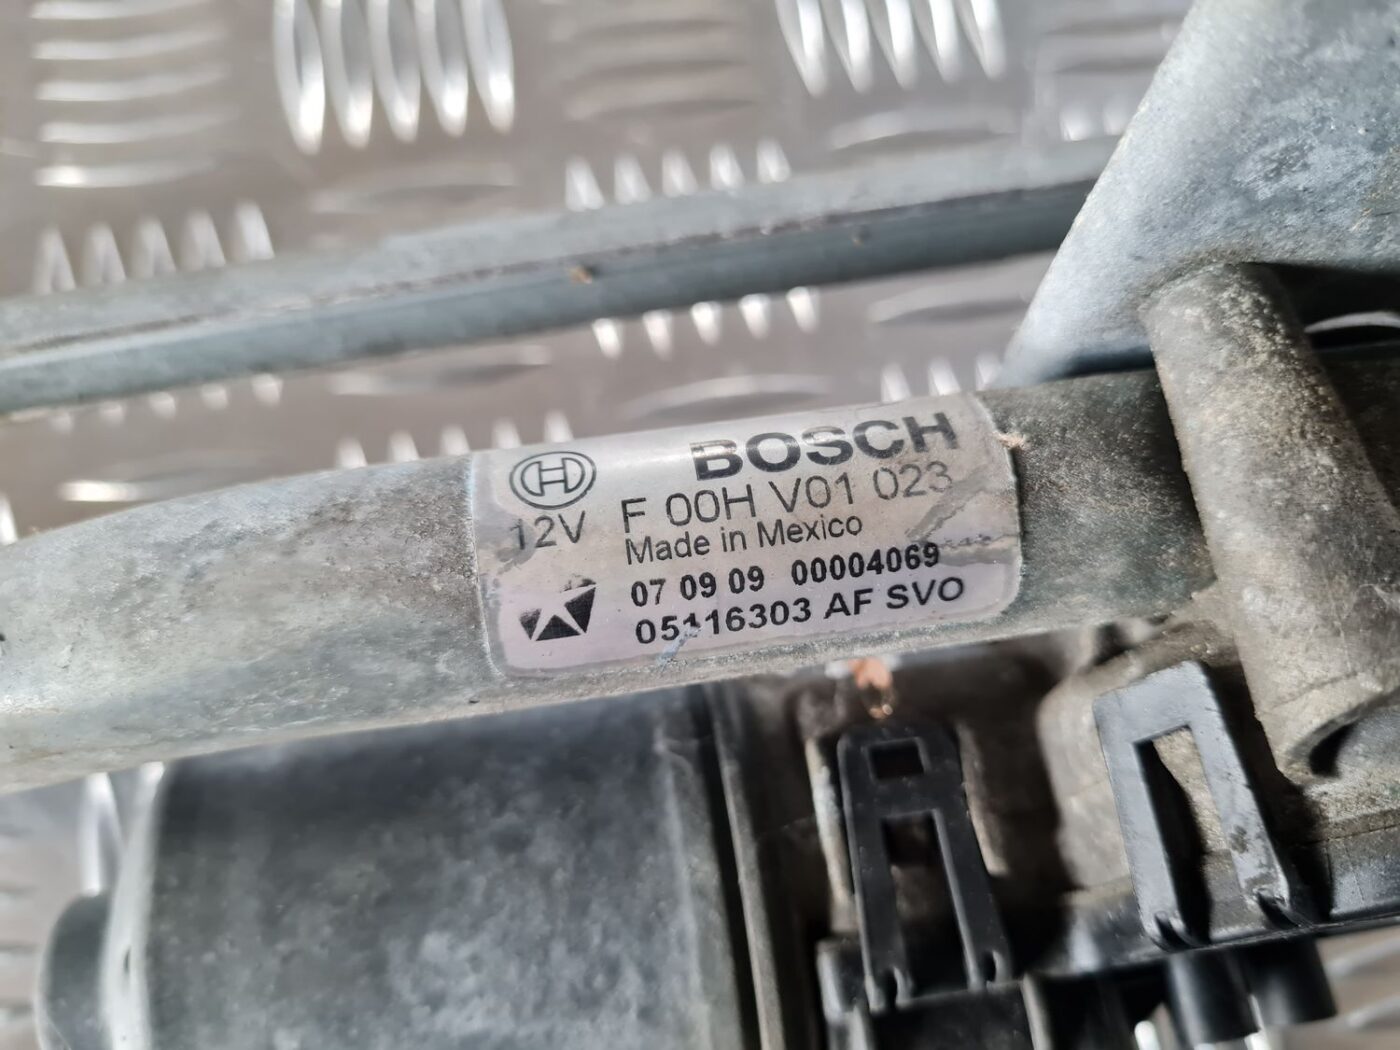 BOSCH
F 00H V01 023
12V
Made in Mexico
07 09 09 00004069
05116303 AF SVO